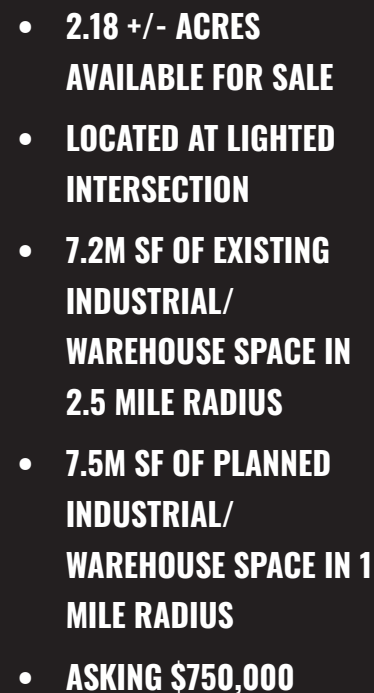 • 2.18 +/- ACRES
AVAILABLE FOR SALE
• LOCATED AT LIGHTED
INTERSECTION
• 7.2M SF OF EXISTING
INDUSTRIAL/
WAREHOUSE SPACE IN
2.5 MILE RADIUS
• 7.5M SF OF PLANNED
INDUSTRIAL/
WAREHOUSE SPACE IN 1
MILE RADIUS
• ASKING $750,000